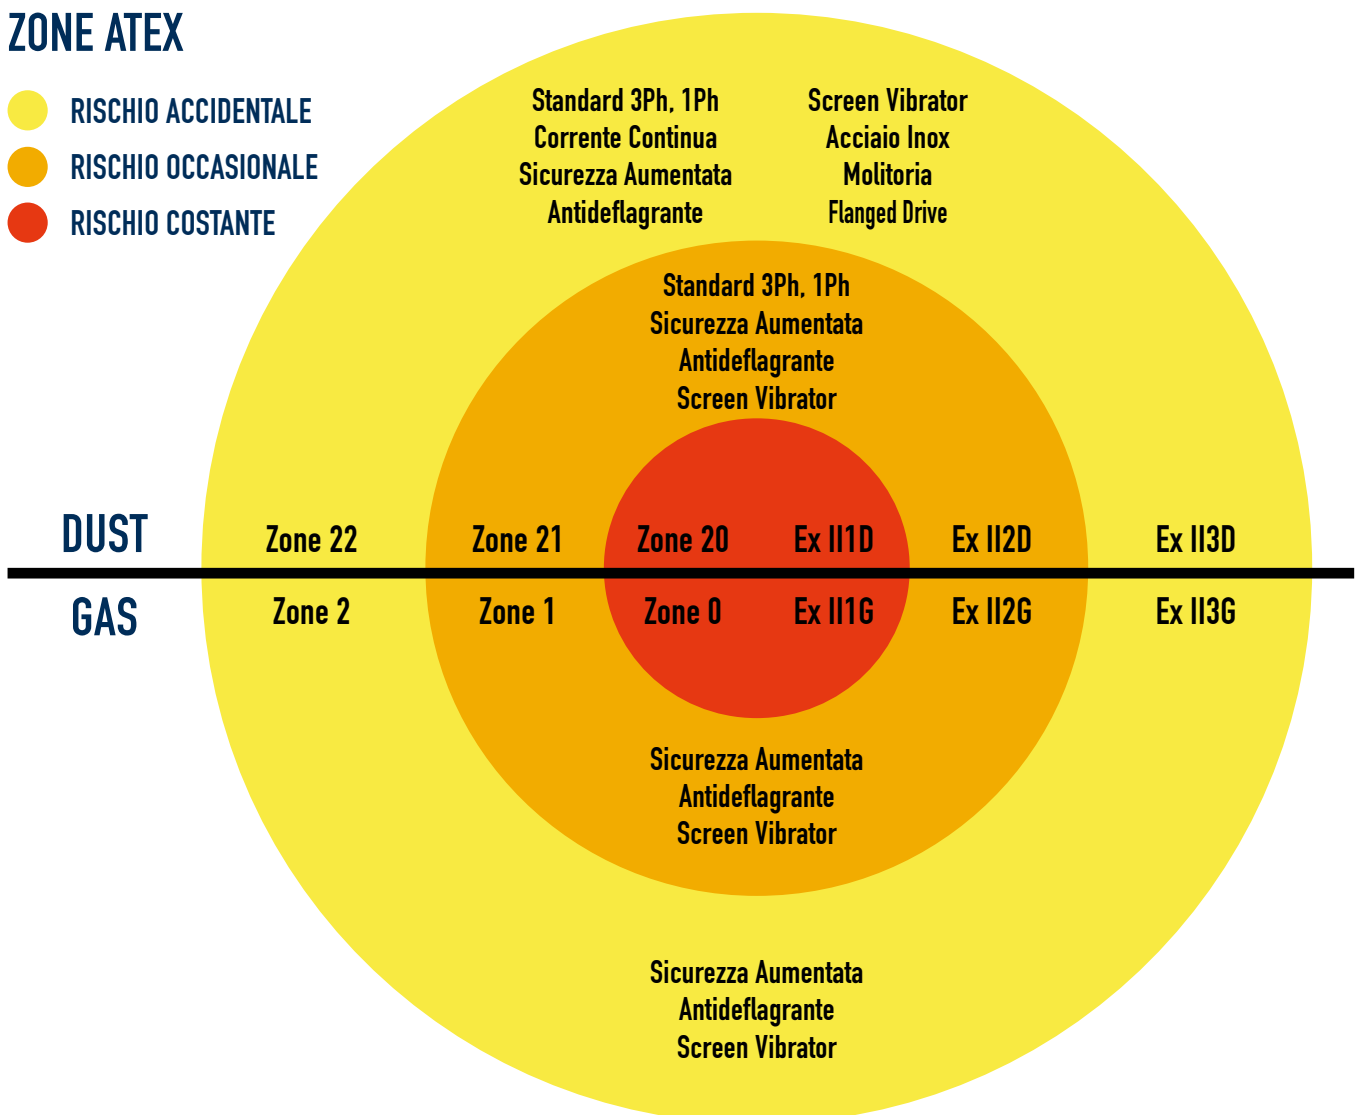 ZONE ATEX
RISCHIO ACCIDENTALE
RISCHIO OCCASIONALE
RISCHIO COSTANTE
Standard 3Ph, 1Ph
Corrente Continua
Sicurezza Aumentata
Antideflagrante
Screen Vibrator
Acciaio Inox
Molitoria
Flanged Drive
Standard 3Ph, 1Ph
Sicurezza Aumentata
Antideflagrante
Screen Vibrator
DUST Zone 22 Zone 21 Zone 20 Ex II1D Ex II2D Ex II3D
GAS Zone 2 Zone 1 Zone 0 Ex II1G Ex II2G Ex II3G
Sicurezza Aumentata
Antideflagrante
Screen Vibrator
Sicurezza Aumentata
Antideflagrante
Screen Vibrator